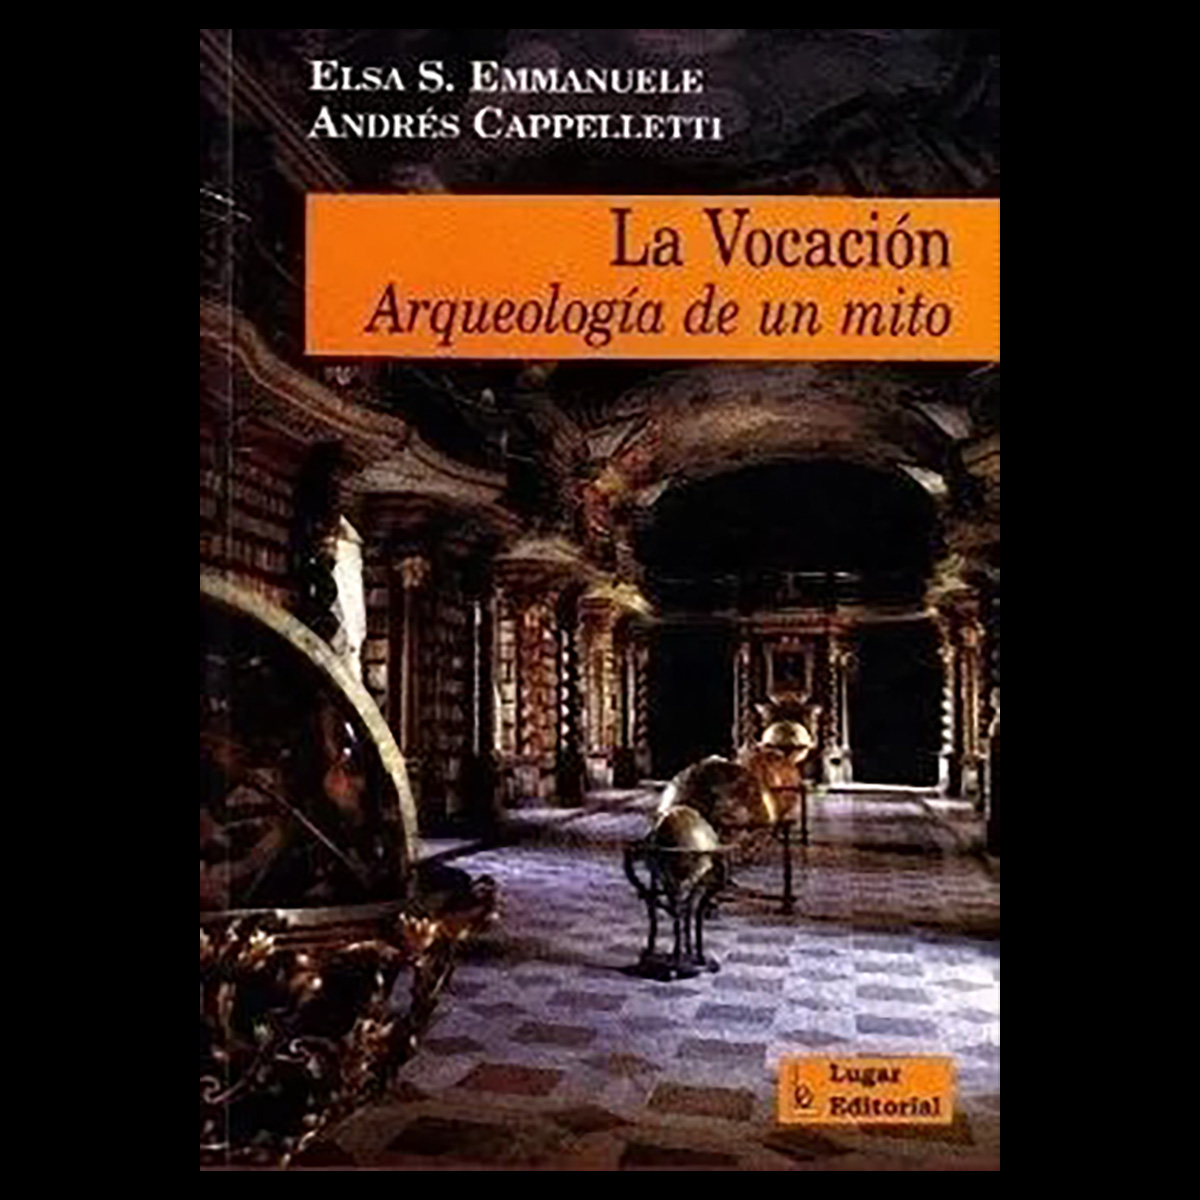 ELSA S. EMMANUELE
ANDRÉS CAPPELLETTI
La Vocación
Arqueología de un mito
Lugar
Editorial